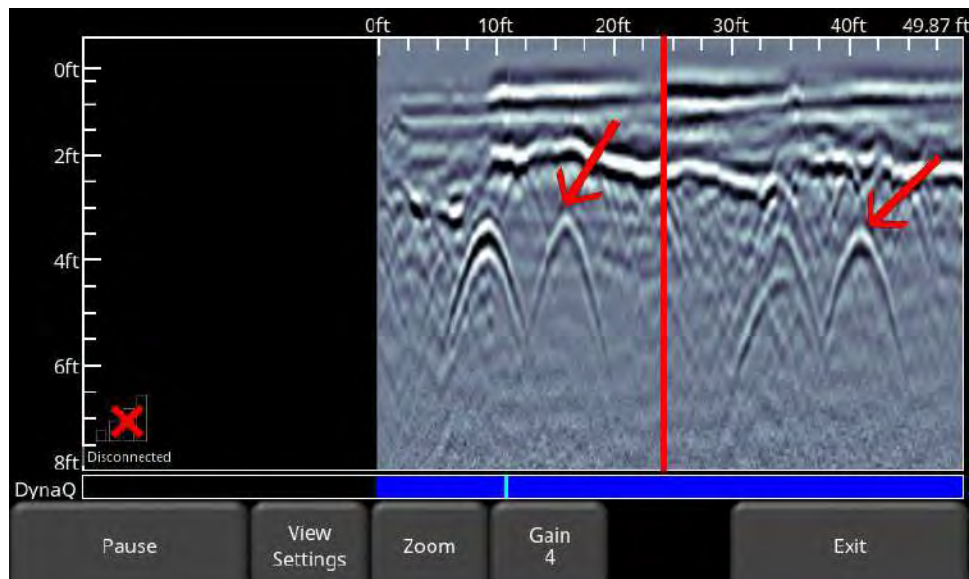 0ft 10ft 20ft 30ft 40ft 49.87 ft
0ft
2ft
4ft
6ft
8ft
Disconnected
DynaQ
Pause
View
Settings
Zoom
Gain
4
Exit